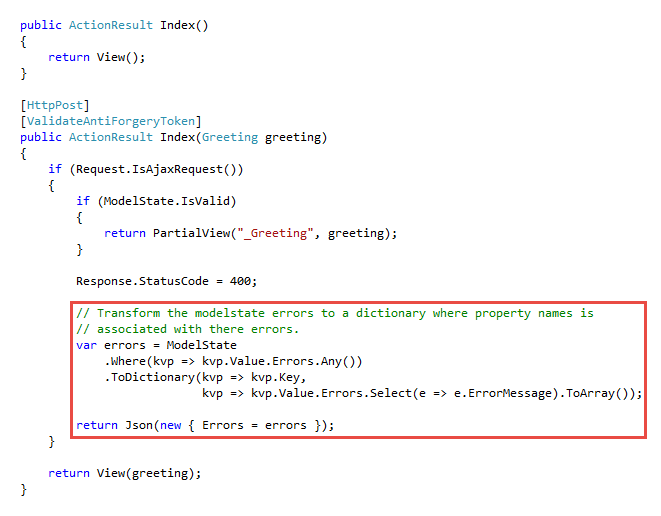 public ActionResult Index()
{
    return View();
}

[HttpPost]
[ValidateAntiForgeryToken]
public ActionResult Index(Greeting greeting)
{
    if (Request.IsAjaxRequest())
    {
        if (ModelState.IsValid)
        {
            return PartialView("_Greeting", greeting);
        }

        Response.StatusCode = 400;

        // Transform the modelstate errors to a dictionary where property names is
        // associated with there errors.
        var errors = ModelState
            .Where(kvp => kvp.Value.Errors.Any())
            .ToDictionary(kvp => kvp.Key,
                          kvp => kvp.Value.Errors.Select(e => e.ErrorMessage).ToArray());

        return Json(new { Errors = errors });
    }

    return View(greeting);
}